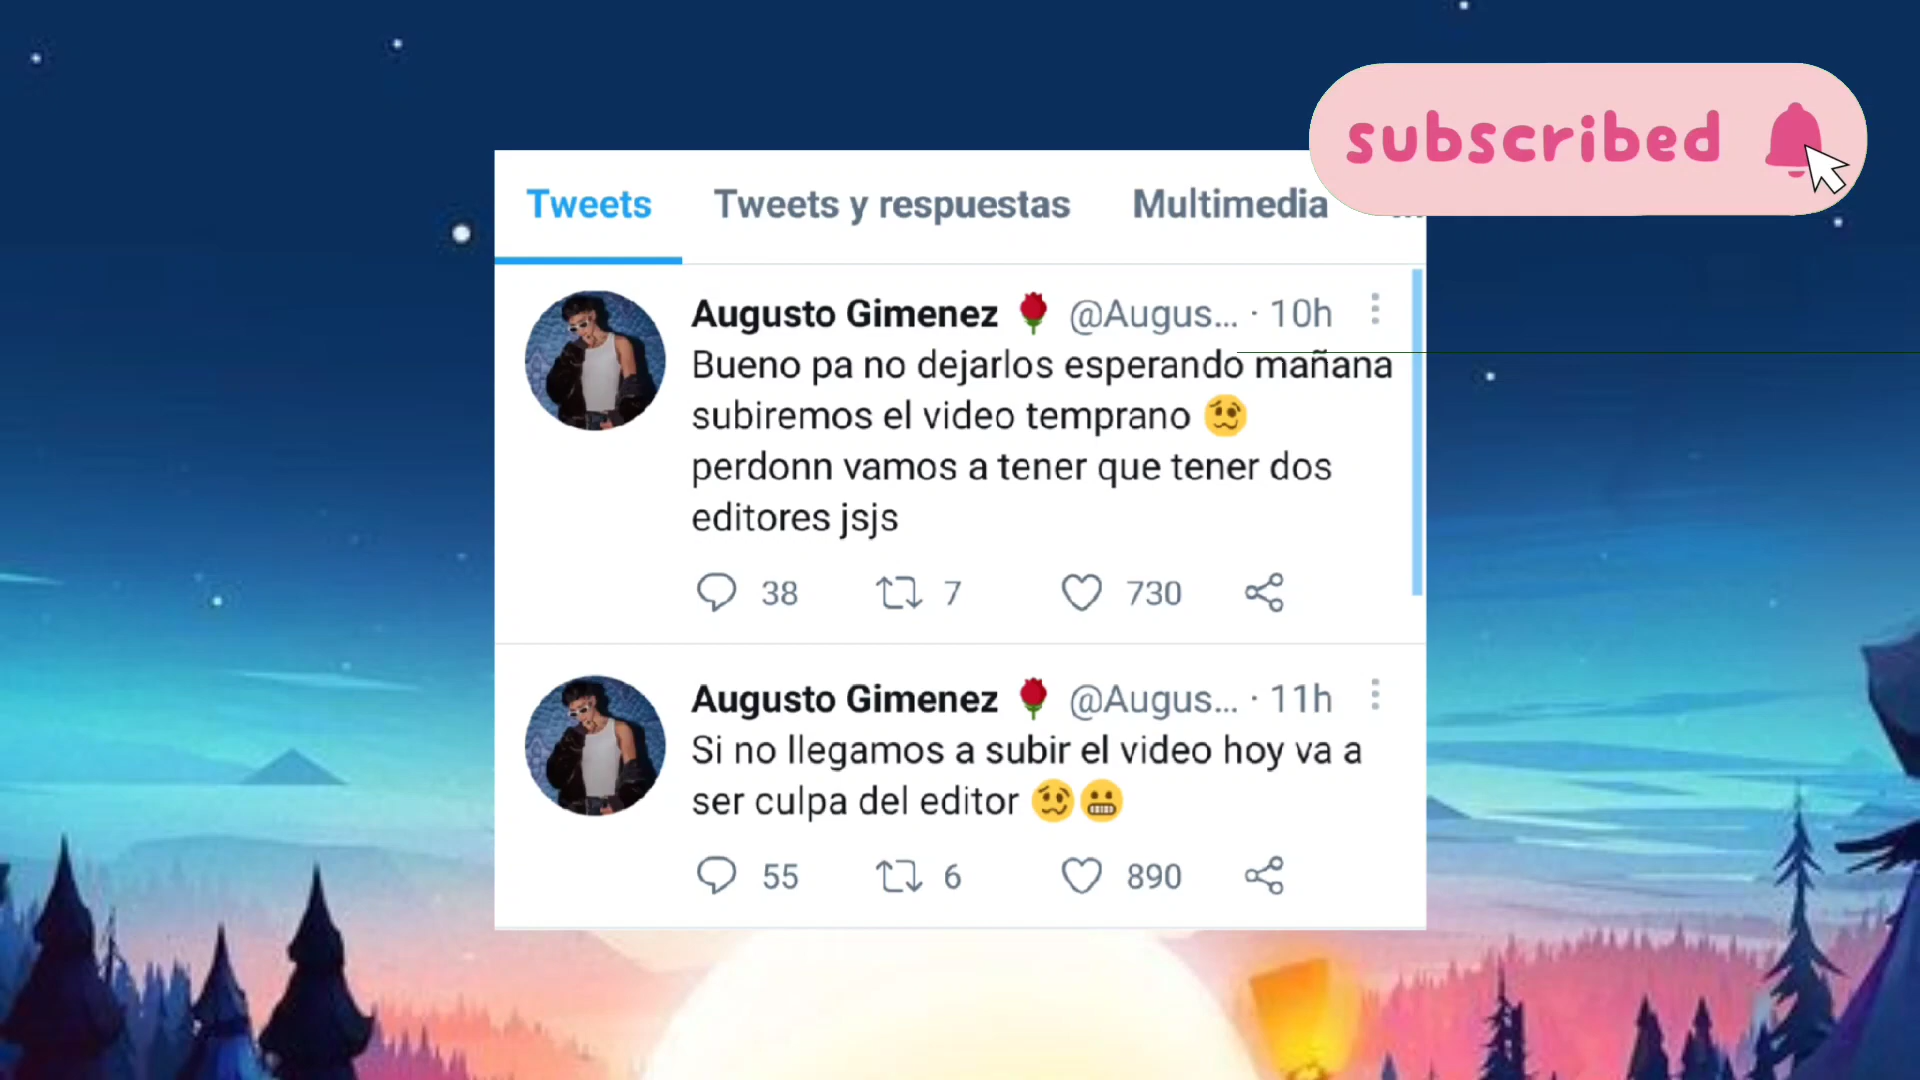 subscribed
Tweets Tweets y respuestas Multimedia
Augusto Gimenez 🌹 @Augus... · 10h
Bueno pa no dejarlos esperando mañana
subiremos el video temprano 🥴
perdonn vamos a tener que tener dos
editores jsjs
38 7 730
Augusto Gimenez 🌹 @Augus... · 11h
Si no llegamos a subir el video hoy va a
ser culpa del editor 🥴😬
55 6 890